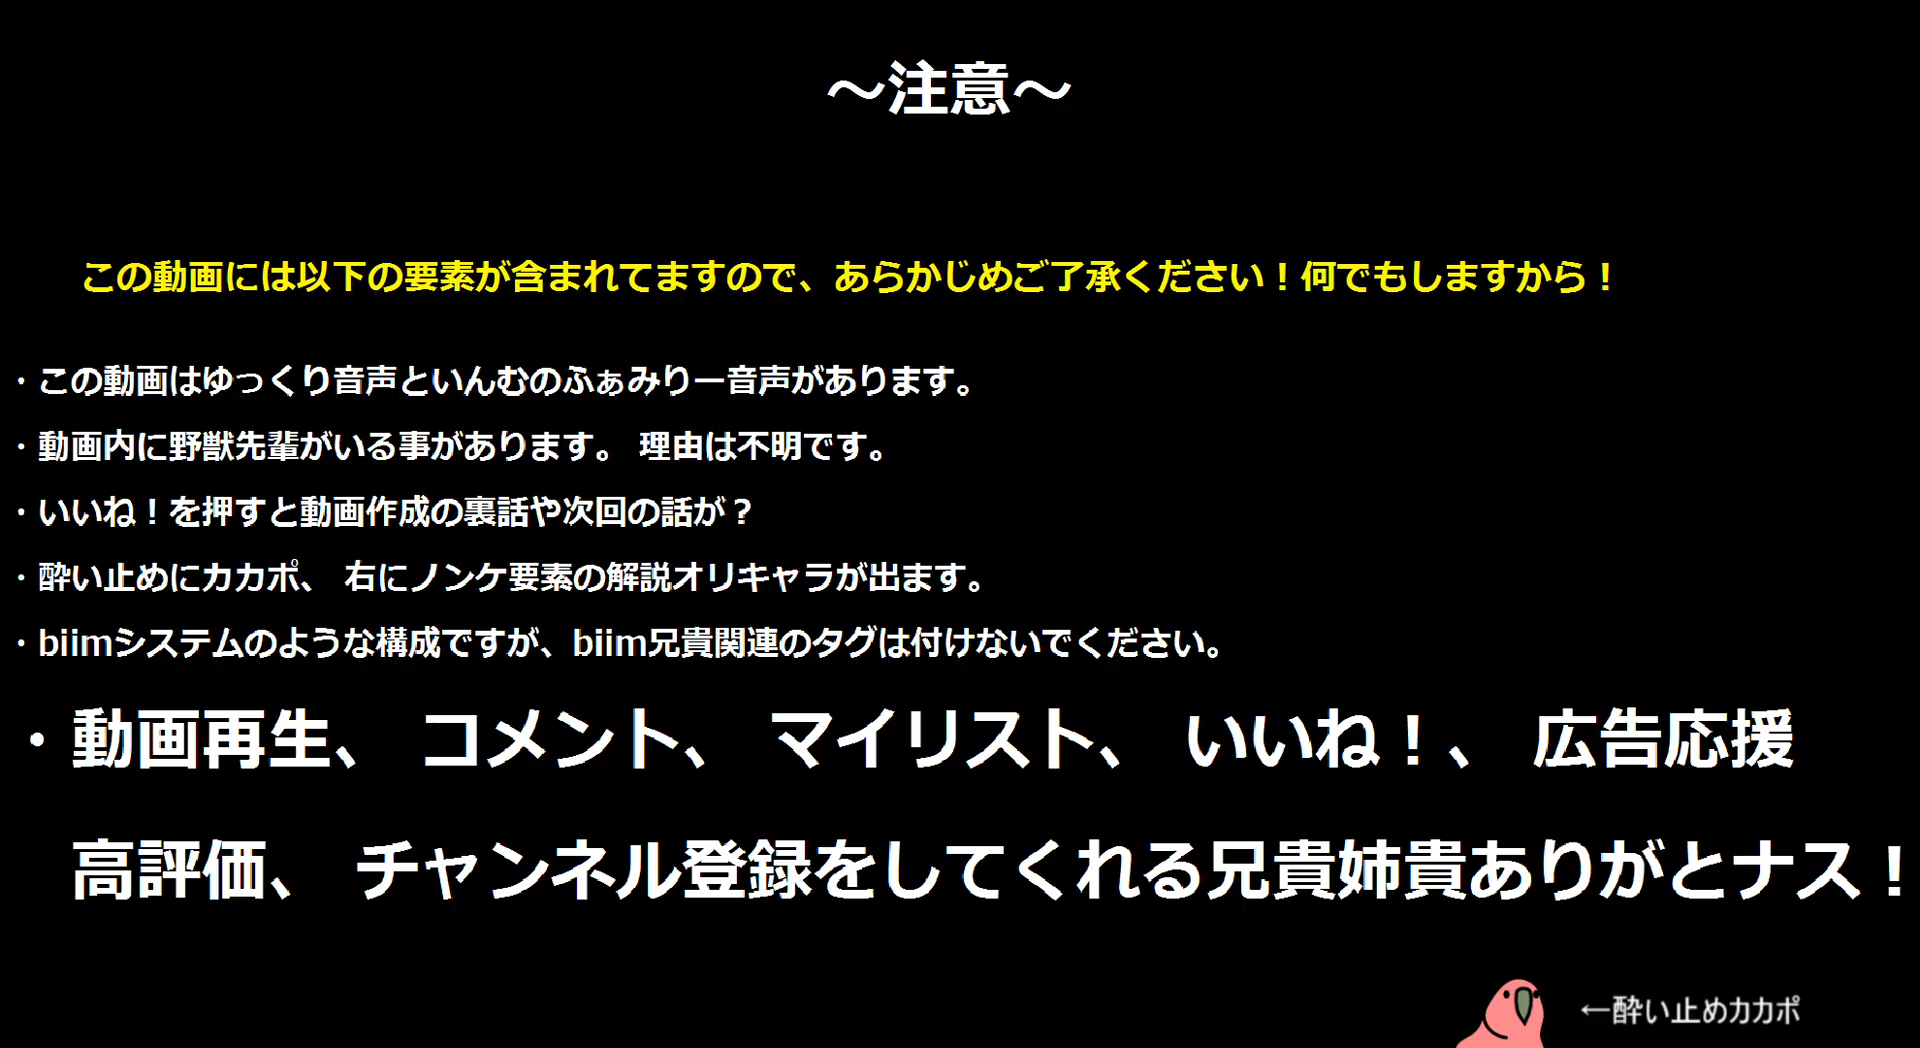 ～注意～
この動画には以下の要素が含まれてますので、あらかじめご了承ください！何でもしますから！
・この動画はゆっくり音声といんむのふぁみりー音声があります。
・動画内に野獣先輩がいる事があります。 理由は不明です。
・いいね！を押すと動画作成の裏話や次回の話が？
・酔い止めにカカポ、 右にノンケ要素の解説オリキャラが出ます。
・biimシステムのような構成ですが、biim兄貴関連のタグは付けないでください。
・動画再生、 コメント、 マイリスト、 いいね！、 広告応援
高評価、 チャンネル登録をしてくれる兄貴姉貴ありがとナス！
←酔い止めカカポ